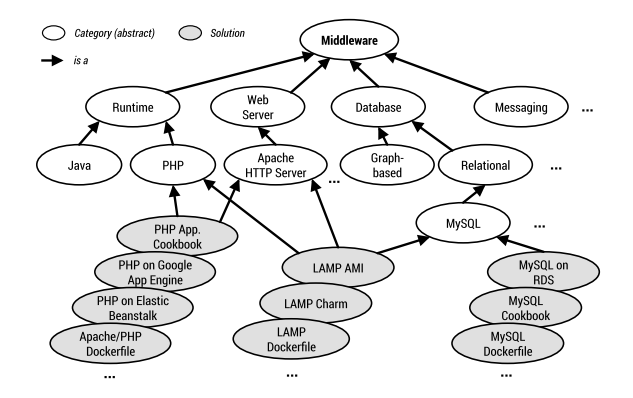 Category (abstract)
Solution
is a
Middleware
Runtime
Web
Server
Database
Messaging
...
Java
PHP
Apache
HTTP Server
...
Graph-
based
Relational
...
MySQL
...
PHP App.
Cookbook
PHP on Google
App Engine
PHP on Elastic
Beanstalk
Apache/PHP
Dockerfile
...
LAMP AMI
LAMP Charm
LAMP
Dockerfile
...
MySQL on
RDS
MySQL
Cookbook
MySQL
Dockerfile
...